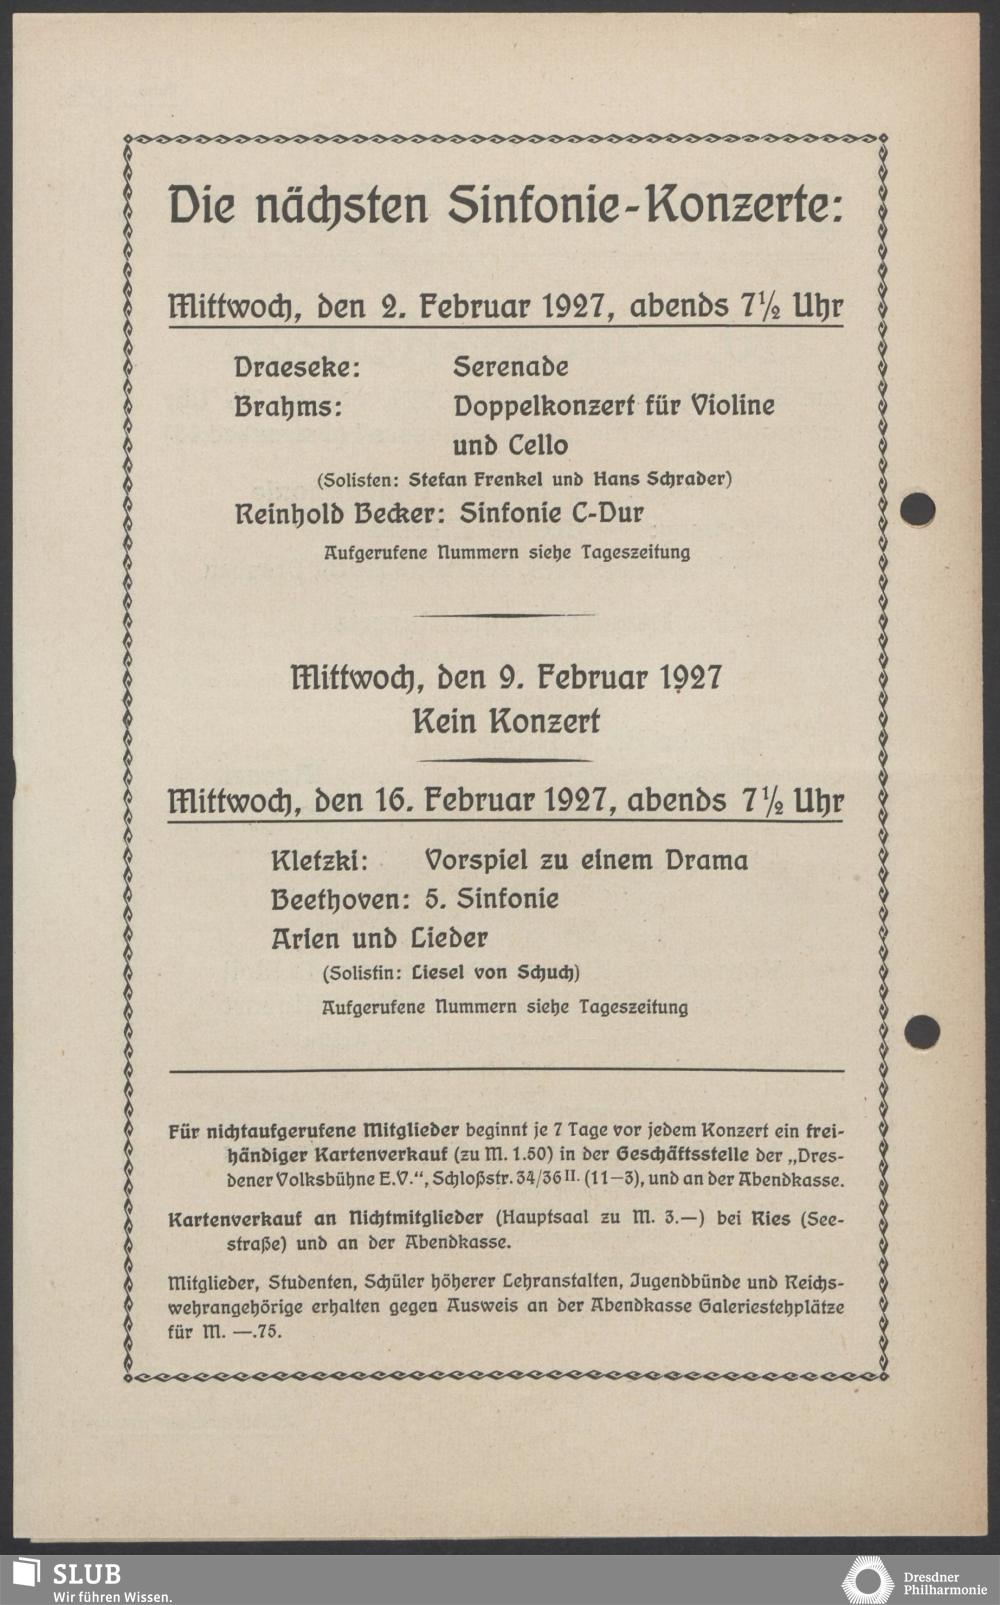 Die nächsten Sinfonie-Konzerte:
Mittwoch, den 2. Februar 1927, abends 7½ Uhr
Draeseke: Serenade
Brahms: Doppelkonzert für Violine
und Cello
(Solisten: Stefan Frenkel und Hans Schrader)
Reinhold Becker: Sinfonie C-Dur
Aufgerufene Nummern siehe Tageszeitung
Mittwoch, den 9. Februar 1927
Kein Konzert
Mittwoch, den 16. Februar 1927, abends 7½ Uhr
Kletzki: Vorspiel zu einem Drama
Beethoven: 5. Sinfonie
Arien und Lieder
(Solistin: Liesel von Schuch)
Aufgerufene Nummern siehe Tageszeitung
Für nichtaufgerufene Mitglieder beginnt je 7 Tage vor jedem Konzert ein frei-
händiger Kartenverkauf (zu M. 1.50) in der Geschäftsstelle der „Dres-
dener Volksbühne E.V.“, Schloßstr. 34/36 II. (11–3), und an der Abendkasse.
Kartenverkauf an Nichtmitglieder (Hauptsaal zu M. 3.—) bei Ries (See-
straße) und an der Abendkasse.
Mitglieder, Studenten, Schüler höherer Lehranstalten, Jugendbünde und Reichs-
wehrangehörige erhalten gegen Ausweis an der Abendkasse Galeriestehplätze
für M. —.75.
SLUB
Wir führen Wissen.
Dresdner
Philharmonie